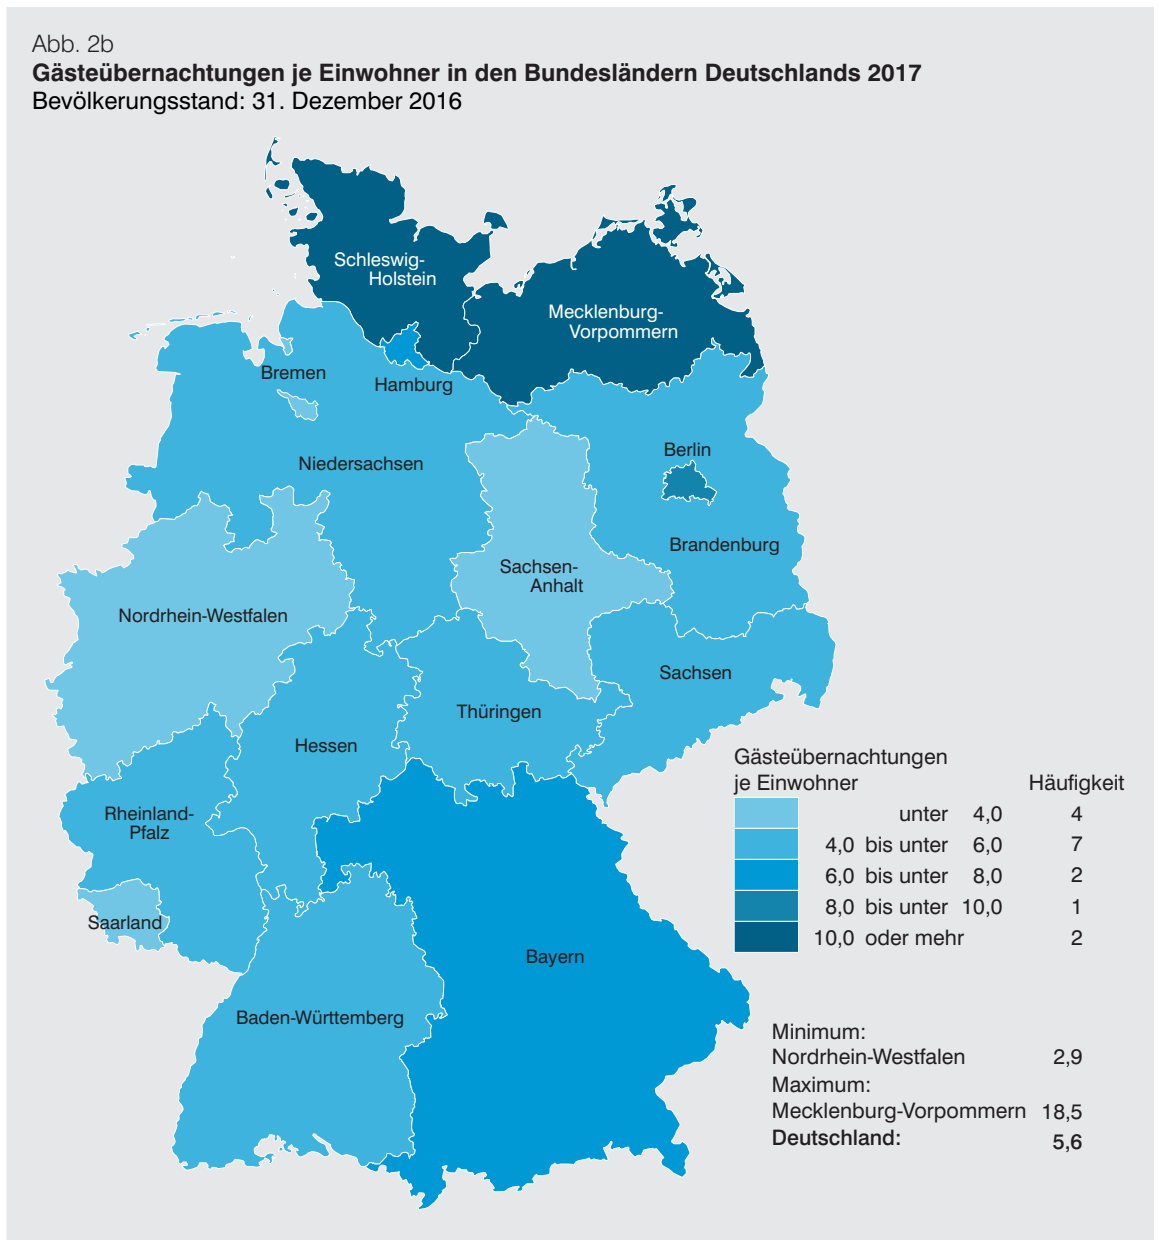 Abb. 2b
Gästeübernachtungen je Einwohner in den Bundesländern Deutschlands 2017
Bevölkerungsstand: 31. Dezember 2016
Schleswig-
Holstein
Mecklenburg-
Vorpommern
Bremen
Hamburg
Niedersachsen
Berlin
Brandenburg
Sachsen-
Anhalt
Nordrhein-Westfalen
Sachsen
Thüringen
Hessen
Rheinland-
Pfalz
Saarland
Bayern
Baden-Württemberg
Gästeübernachtungen
je Einwohner Häufigkeit
unter 4,0 4
4,0 bis unter 6,0 7
6,0 bis unter 8,0 2
8,0 bis unter 10,0 1
10,0 oder mehr 2
Minimum:
Nordrhein-Westfalen 2,9
Maximum:
Mecklenburg-Vorpommern 18,5
Deutschland: 5,6